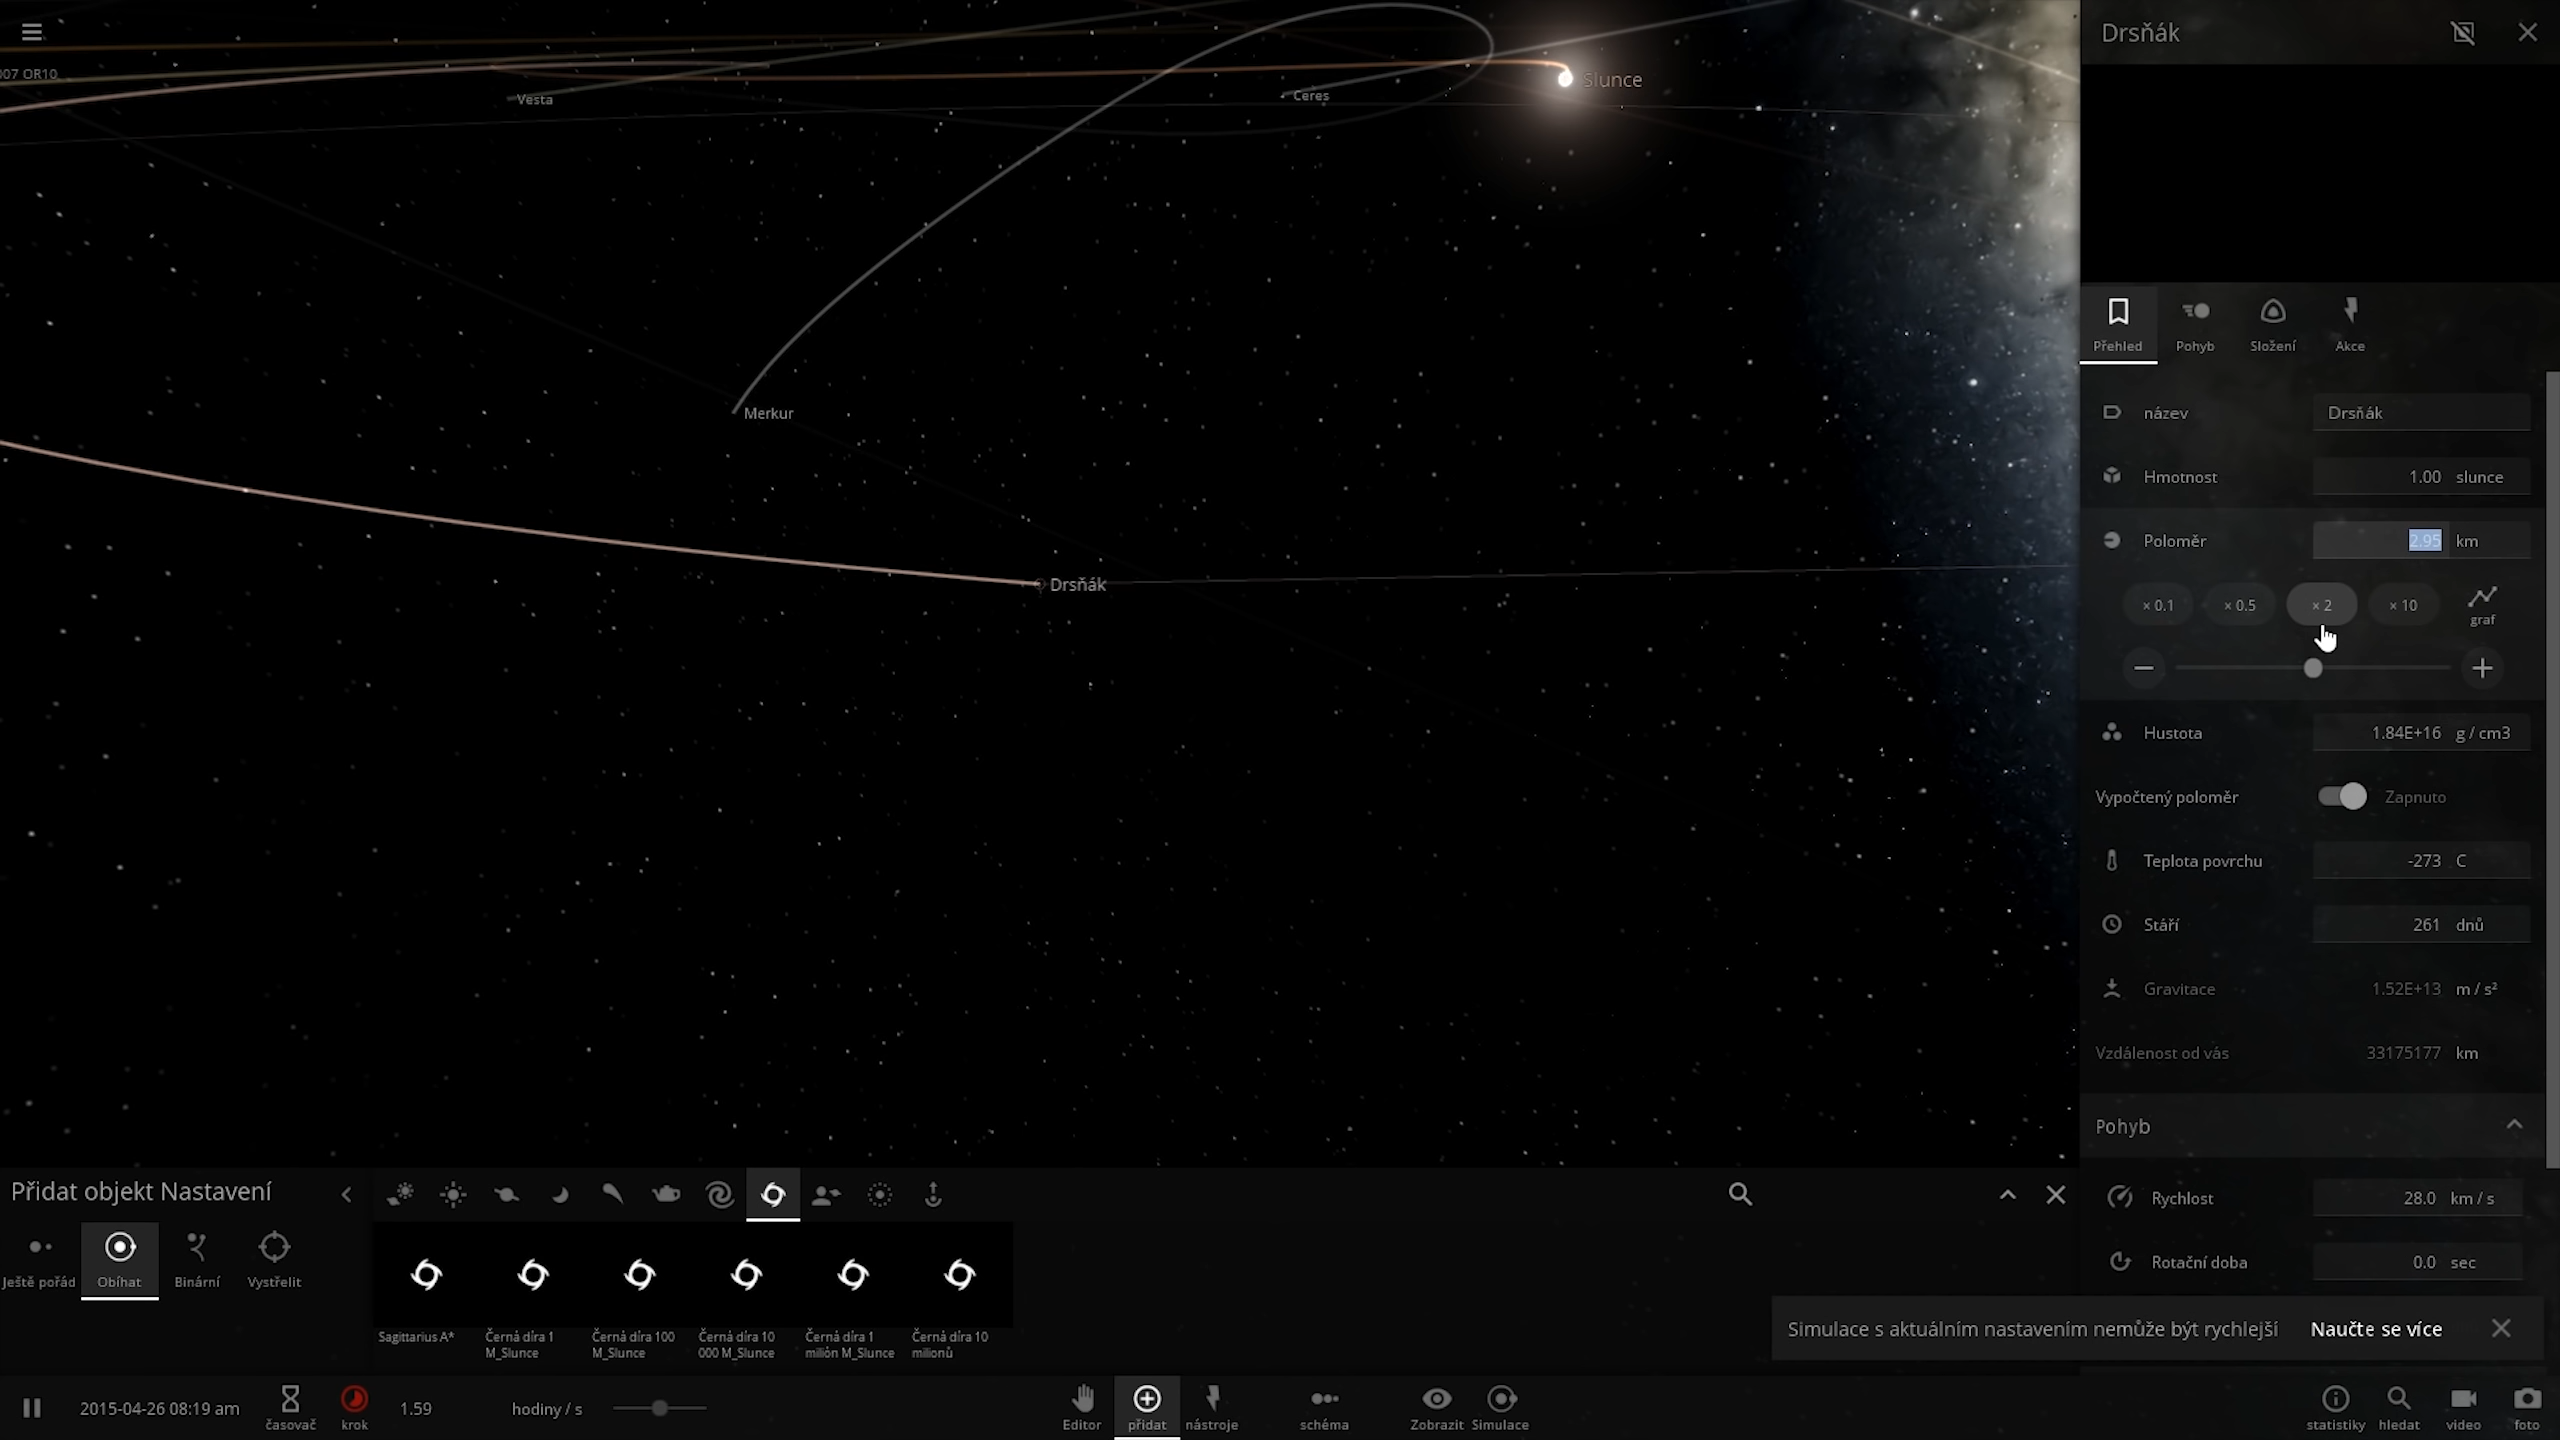 007 OR10
Vesta
Ceres
Slunce
Merkur
Drsňák
Drsňák
Přehled
Pohyb
Složení
Akce
název Drsňák
Hmotnost 1.00 slunce
Poloměr 2.95 km
× 0.1 × 0.5 × 2 × 10 graf
Hustota 1.84E+16 g / cm3
Vypočtený poloměr Zapnuto
Teplota povrchu -273 C
Stáří 261 dnů
Gravitace 1.52E+13 m / s²
Vzdálenost od vás 33175177 km
Pohyb
Rychlost 28.0 km / s
Rotační doba 0.0 sec
Simulace s aktuálním nastavením nemůže být rychlejší Naučte se více
Přidat objekt Nastavení
Ještě pořád Obíhat Binární Vystřelit
Sagittarius A*
Černá díra 1
M_Slunce
Černá díra 100
M_Slunce
Černá díra 10
000 M_Slunce
Černá díra 1
milión M_Slunce
Černá díra 10
milionů
2015-04-26 08:19 am
časovač
krok
1.59 hodiny / s
Editor
přidat
nástroje
schéma
Zobrazit
Simulace
statistiky
hledat
video
foto